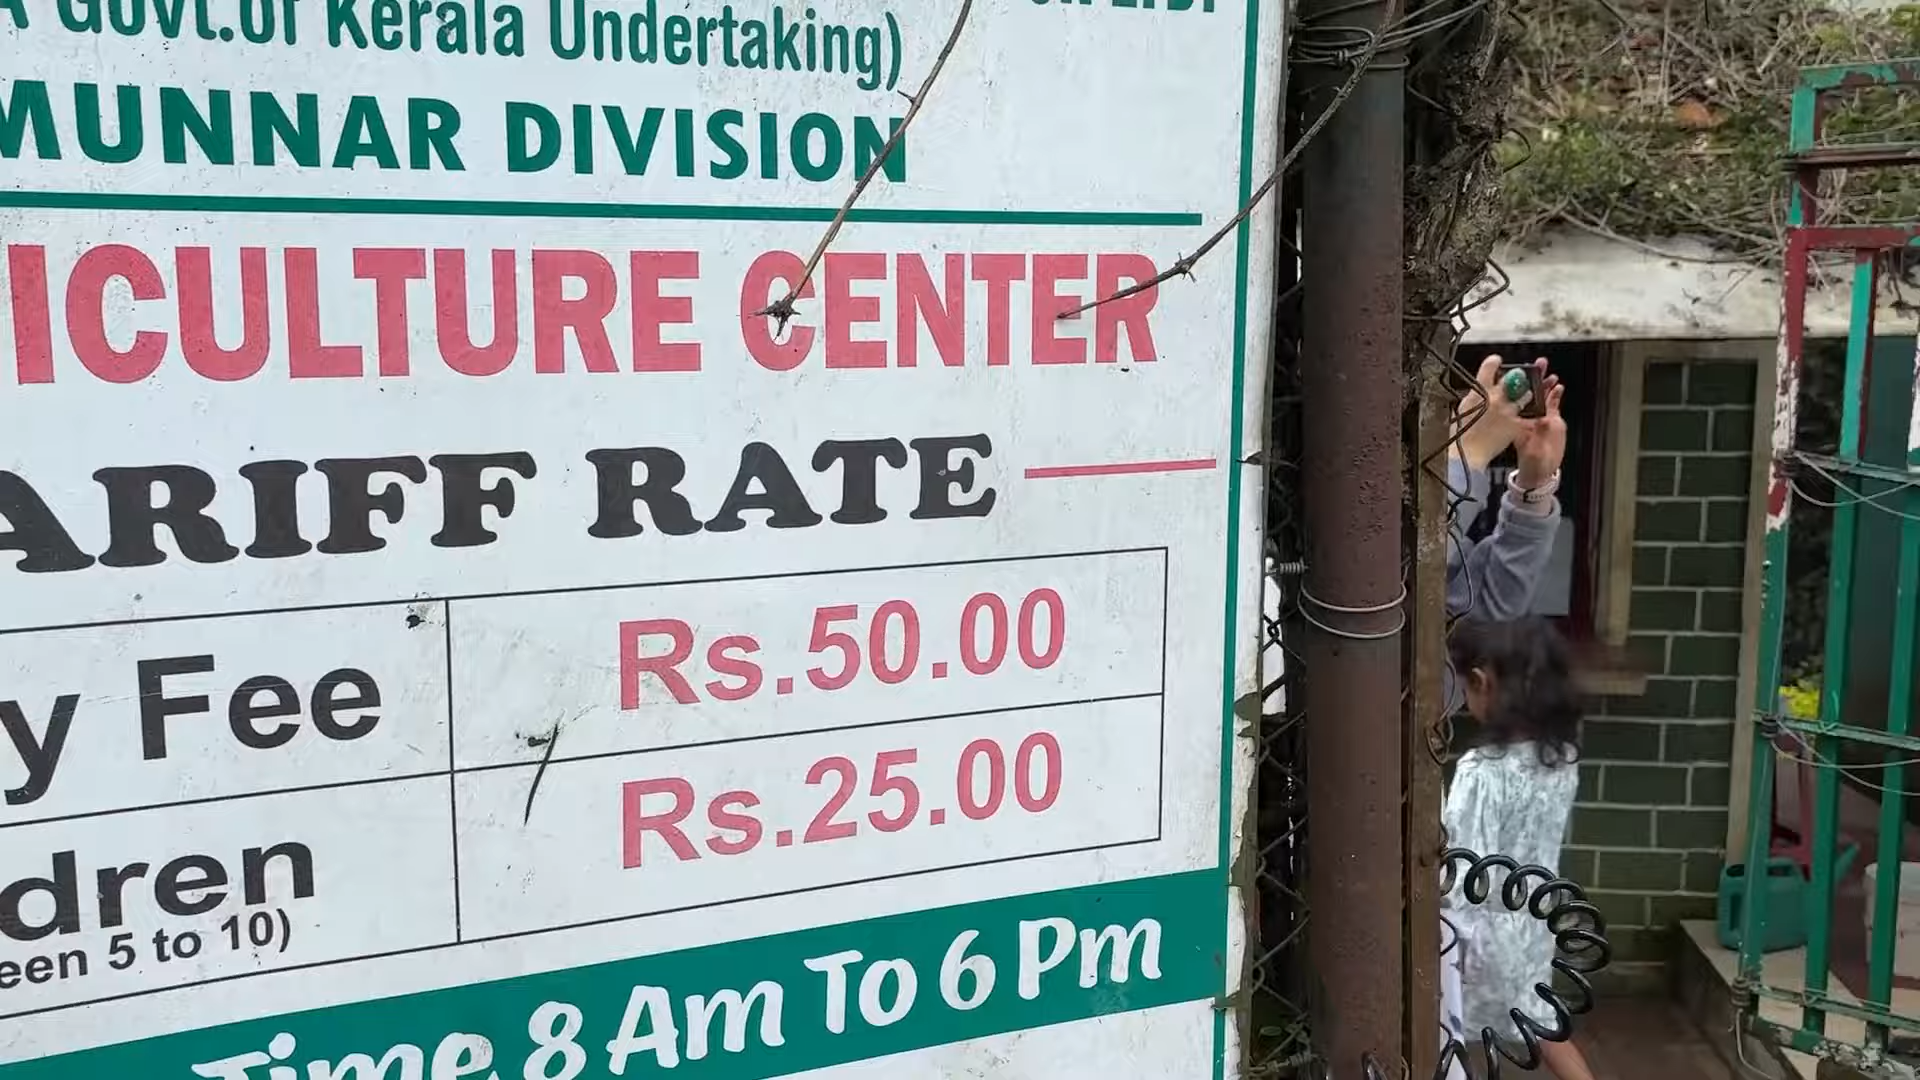 Govt.of Kerala Undertaking)
MUNNAR DIVISION
ICULTURE CENTER
ARIFF RATE
y Fee Rs.50.00
dren Rs.25.00
een 5 to 10)
Time 8 Am To 6 Pm